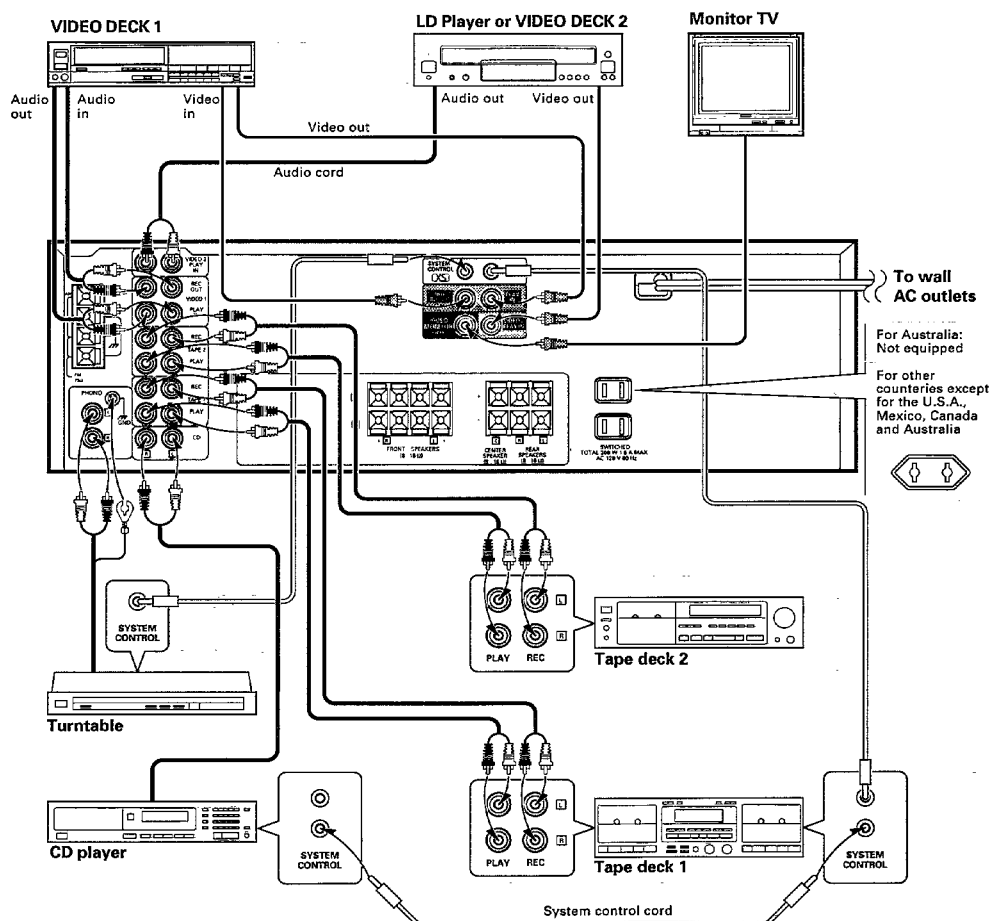 VIDEO DECK 1
LD Player or VIDEO DECK 2
Monitor TV
Audio out
Audio in
Video in
Audio out
Video out
Video out
Audio cord
VIDEO 2
PLAY
IN
REC
OUT
VIDEO 1
PLAY
REC
TAPE 2
PLAY
REC
PLAY
CD
PHONO
GND
L
R
SYSTEM
CONTROL
To wall
AC outlets
For Australia:
Not equipped
For other
counteries except
for the U.S.A.,
Mexico, Canada
and Australia
R
L
FRONT SPEAKERS
C
R
L
CENTER
SPEAKER
REAR
SPEAKERS
SWITCHED
SYSTEM
CONTROL
Turntable
L
R
PLAY
REC
Tape deck 2
CD player
SYSTEM
CONTROL
L
R
PLAY
REC
Tape deck 1
SYSTEM
CONTROL
System control cord